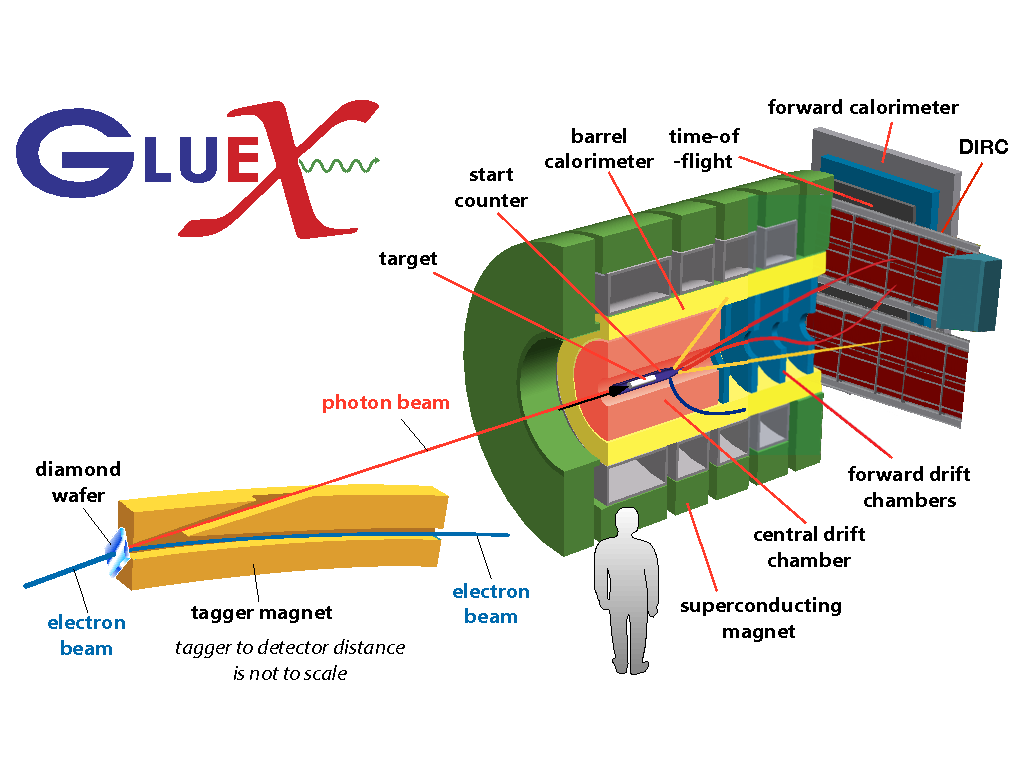 GLUEX
forward calorimeter
barrel
calorimeter
time-of
-flight
DIRC
start
counter
target
photon beam
diamond
wafer
forward drift
chambers
central drift
chamber
electron
beam
tagger magnet
electron
beam
superconducting
magnet
tagger to detector distance
is not to scale